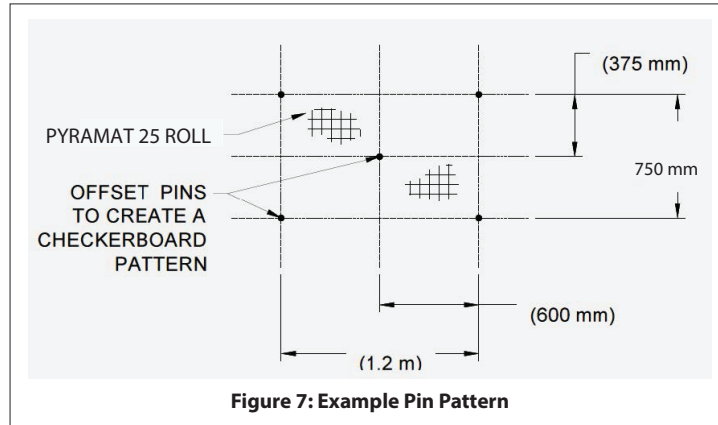 (375 mm)
PYRAMAT 25 ROLL
750 mm
OFFSET PINS
TO CREATE A
CHECKERBOARD
PATTERN
(600 mm)
(1.2 m)
Figure 7: Example Pin Pattern